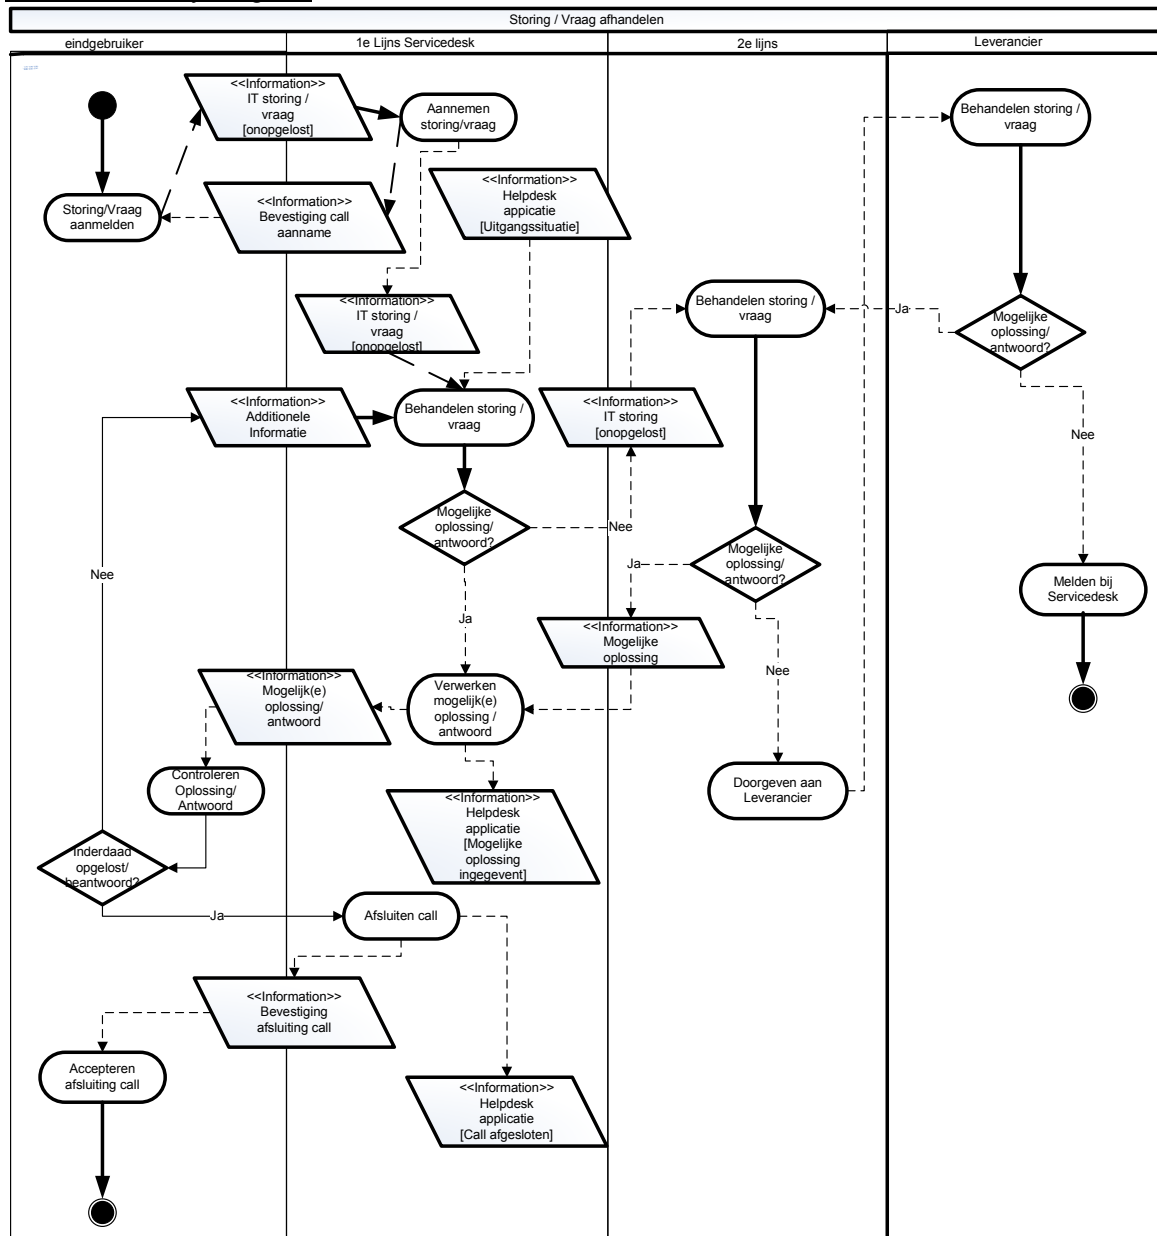 Storing / Vraag afhandelen
eindgebruiker
1e Lijns Servicedesk
2e lijns
Leverancier
<<Information>>
IT storing /
vraag
[onopgelost]
Aannemen
storing/vraag
Behandelen storing /
vraag
Storing/Vraag
aanmelden
<<Information>>
Bevestiging call
aanname
<<Information>>
Helpdesk
appicatie
[Uitgangssituatie]
<<Information>>
IT storing /
vraag
[onopgelost]
Behandelen storing /
vraag
Ja
Mogelijke
oplossing/
antwoord?
<<Information>>
Additionele
Informatie
Behandelen storing /
vraag
<<Information>>
IT storing
[onopgelost]
Nee
Mogelijke
oplossing/
antwoord?
Nee
Mogelijke
oplossing/
antwoord?
Ja
Nee
Melden bij
Servicedesk
Ja
<<Information>>
Mogelijke
oplossing
Nee
<<Information>>
Mogelijk(e)
oplossing/
antwoord
Verwerken
mogelijk(e)
oplossing /
antwoord
Controleren
Oplossing/
Antwoord
Doorgeven aan
Leverancier
<<Information>>
Helpdesk
applicatie
[Mogelijke
oplossing
ingegevent]
Inderdaad
opgelost/
beantwoord?
Ja
Afsluiten call
<<Information>>
Bevestiging
afsluiting call
Accepteren
afsluiting call
<<Information>>
Helpdesk
applicatie
[Call afgesloten]